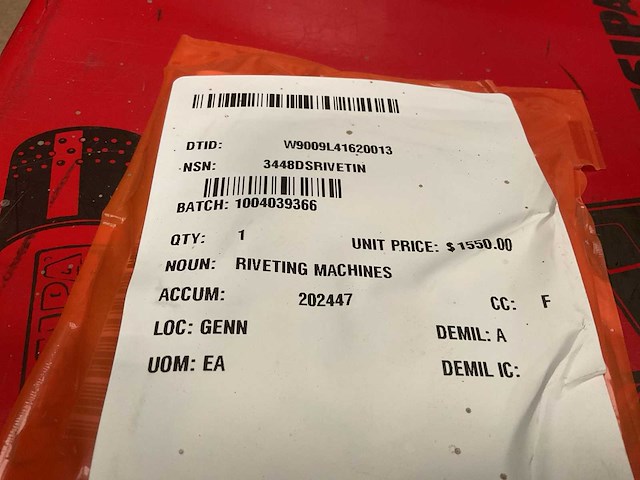 DTID: W9009L41620013
NSN: 3448DSRIVETIN
BATCH: 1004039366
QTY: 1 UNIT PRICE: $1550.00
NOUN: RIVETING MACHINES
ACCUM: 202447 CC: F
LOC: GENN DEMIL: A
UOM: EA DEMIL IC: